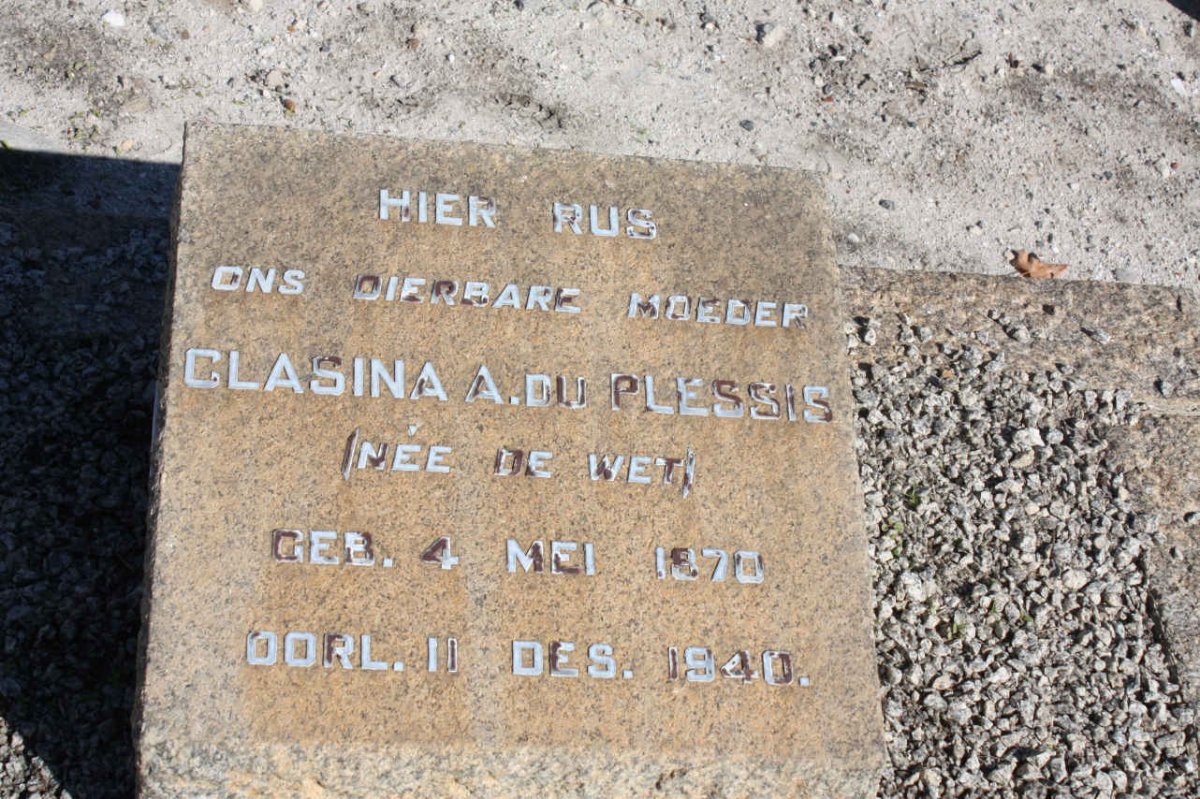 HIER RUS
ONS DIERBARE MOEDER
CLASINA A. DU PLESSIS
(NÉE DE WET)
GEB. 4 MEI 1870
OORL. 11 DES. 1940.